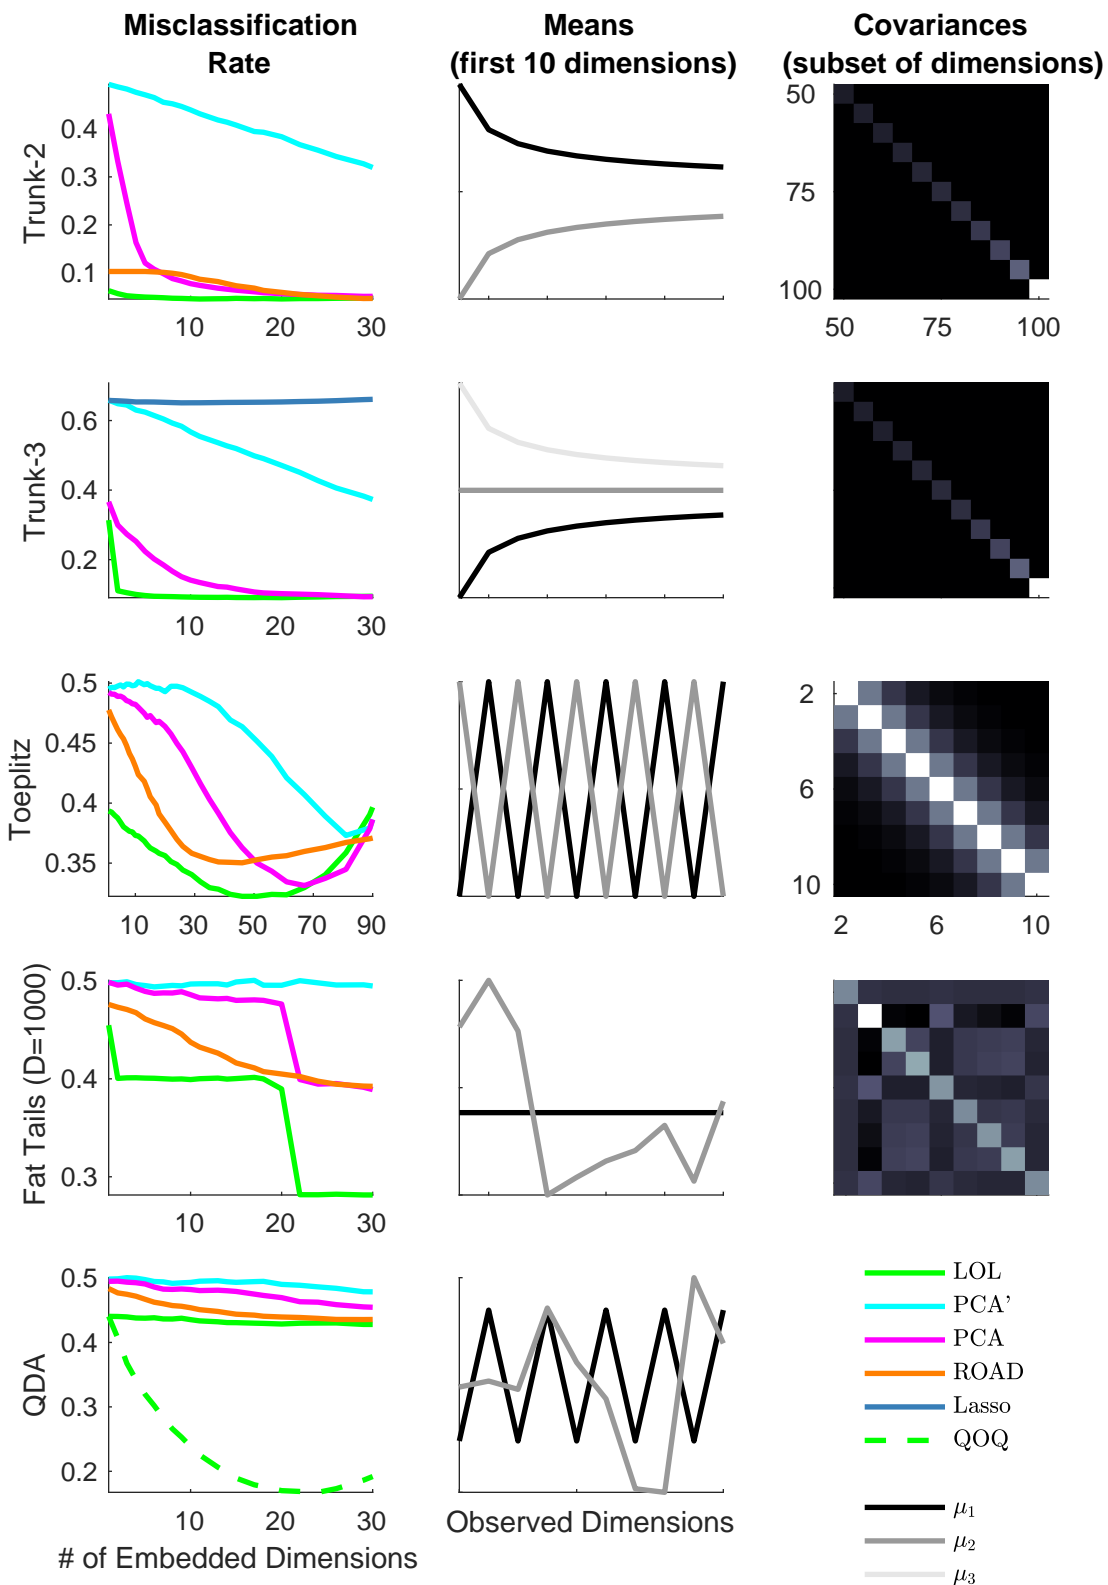 Misclassification
Rate
Means
(first 10 dimensions)
Covariances
(subset of dimensions)
Trunk-2
0.4
0.3
0.2
0.1
10
20
30
50
75
100
50
75
100
Trunk-3
0.6
0.4
0.2
10
20
30
Toeplitz
0.5
0.45
0.4
0.35
10
30
50
70
90
2
6
10
2
6
10
Fat Tails (D=1000)
0.5
0.4
0.3
10
20
30
QDA
0.5
0.4
0.3
0.2
10
20
30
# of Embedded Dimensions
Observed Dimensions
LOL
PCA'
PCA
ROAD
Lasso
QOQ
μ₁
μ₂
μ₃